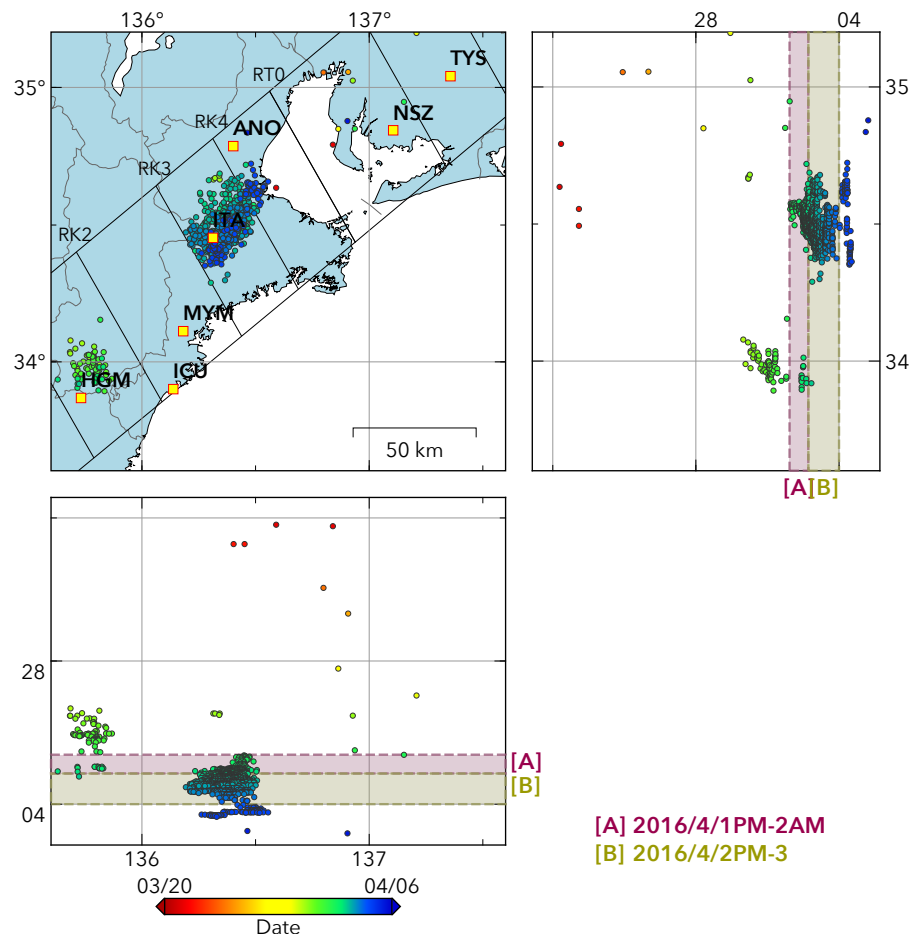 136° 137°
28 04
TYS
35° 35
RT0
NSZ
RK4
ANO
RK3
ITA
RK2
MYM
34° 34
ICU
HGM
50 km
[A] [B]
28
[A]
[B]
04
[A] 2016/4/1PM-2AM
[B] 2016/4/2PM-3
136 137
03/20 04/06
Date